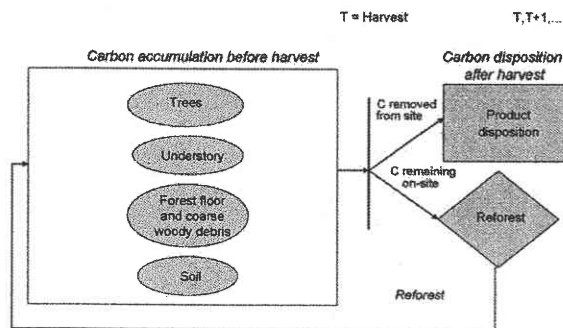 T = Harvest
T,T+1,...
Carbon accumulation before harvest
Carbon disposition
after harvest
Trees
Understory
Forest floor
and coarse
woody debris
Soil
C removed
from site
C remaining
on-site
Product
disposition
Reforest
Reforest